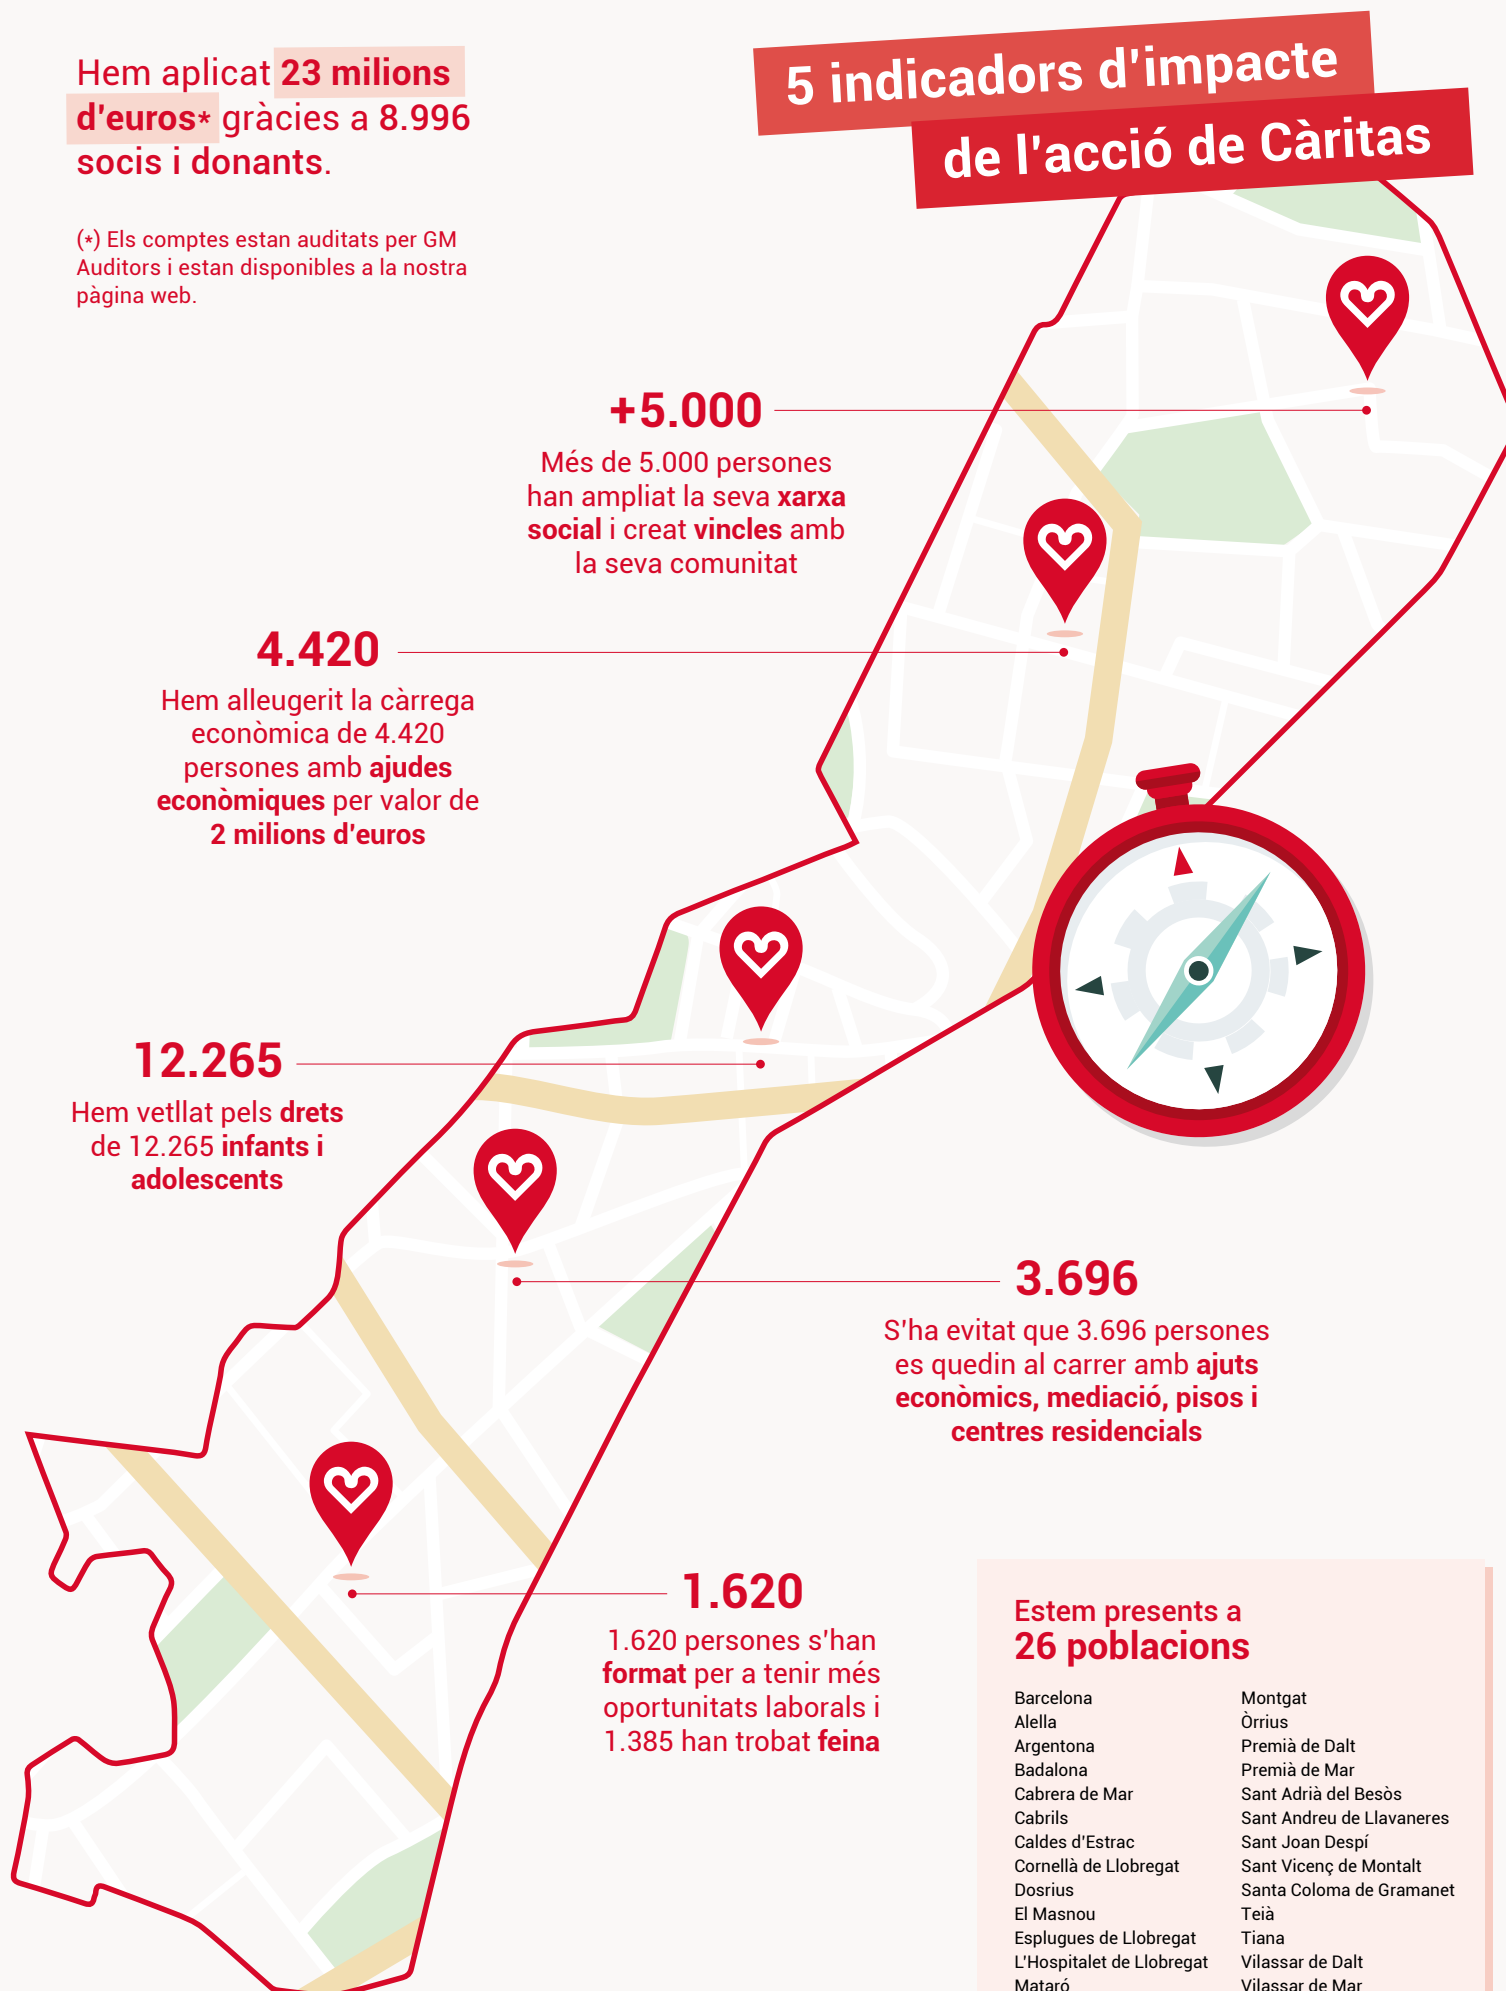 Hem aplicat 23 milions
d'euros* gràcies a 8.996
socis i donants.
(*) Els comptes estan auditats per GM
Auditors i estan disponibles a la nostra
pàgina web.
5 indicadors d'impacte
de l'acció de Càritas
+5.000
Més de 5.000 persones
han ampliat la seva xarxa
social i creat vincles amb
la seva comunitat
4.420
Hem alleugerit la càrrega
econòmica de 4.420
persones amb ajudes
econòmiques per valor de
2 milions d'euros
12.265
Hem vetllat pels drets
de 12.265 infants i
adolescents
3.696
S'ha evitat que 3.696 persones
es quedin al carrer amb ajuts
econòmics, mediació, pisos i
centres residencials
1.620
1.620 persones s'han
format per a tenir més
oportunitats laborals i
1.385 han trobat feina
Estem presents a
26 poblacions
Barcelona
Alella
Argentona
Badalona
Cabrera de Mar
Cabrils
Caldes d'Estrac
Cornellà de Llobregat
Dosrius
El Masnou
Esplugues de Llobregat
L'Hospitalet de Llobregat
Mataró
Montgat
Òrrius
Premià de Dalt
Premià de Mar
Sant Adrià del Besòs
Sant Andreu de Llavaneres
Sant Joan Despí
Sant Vicenç de Montalt
Santa Coloma de Gramanet
Teià
Tiana
Vilassar de Dalt
Vilassar de Mar